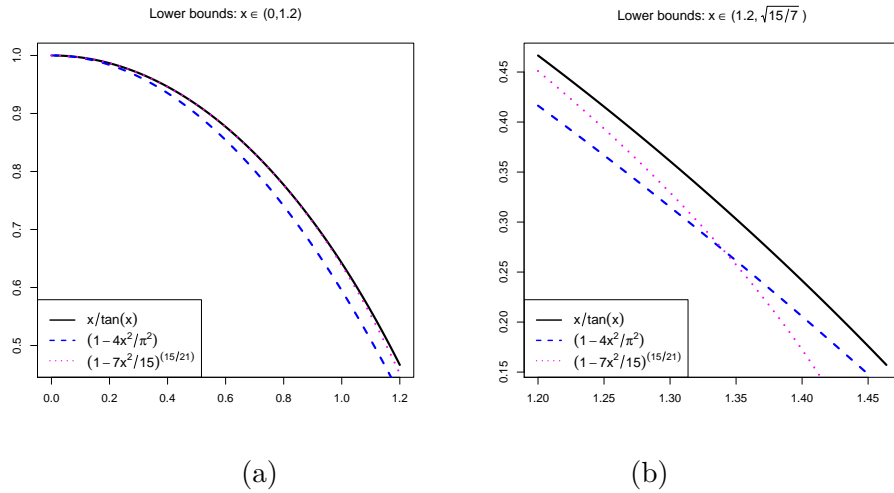 Lower bounds: x ∈ (0,1.2)
1.0
0.9
0.8
0.7
0.6
0.5
x/tan(x)
(1−4x²/π²)
(1−7x²/15)^(15/21)
0.0 0.2 0.4 0.6 0.8 1.0 1.2
(a)
Lower bounds: x ∈ (1.2, √15/7 )
0.45
0.40
0.35
0.30
0.25
0.20
0.15
x/tan(x)
(1−4x²/π²)
(1−7x²/15)^(15/21)
1.20 1.25 1.30 1.35 1.40 1.45
(b)